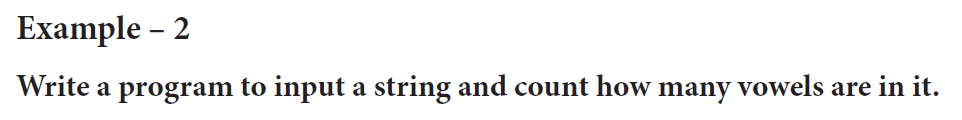 Example – 2
Write a program to input a string and count how many vowels are in it.